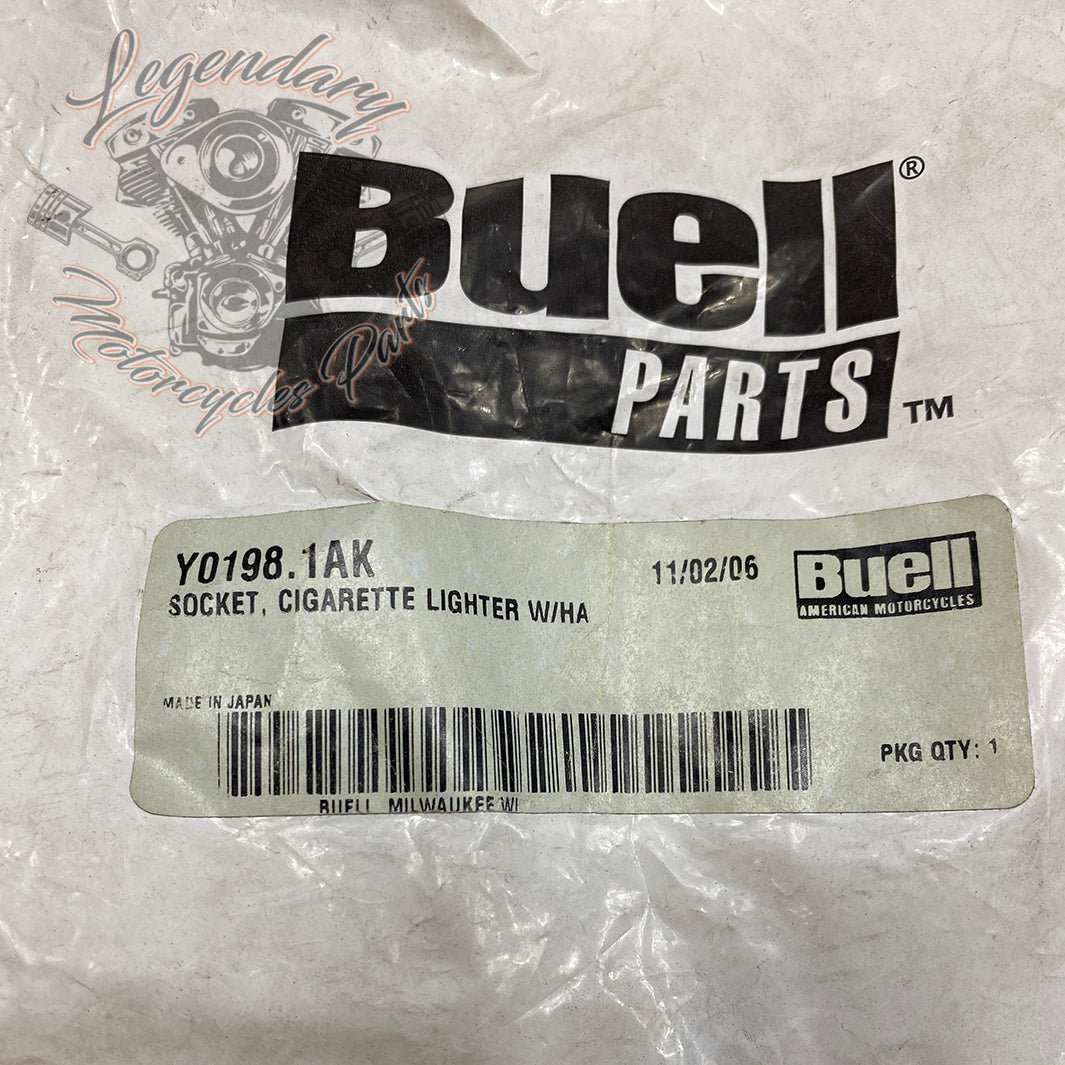 Legendary
Motorcycles Parts
Buell®
PARTS™
Y0198.1AK
11/02/06
Buell
AMERICAN MOTORCYCLES
SOCKET, CIGARETTE LIGHTER W/HA
MADE IN JAPAN
PKG QTY: 1
BUELL MILWAUKEE WI